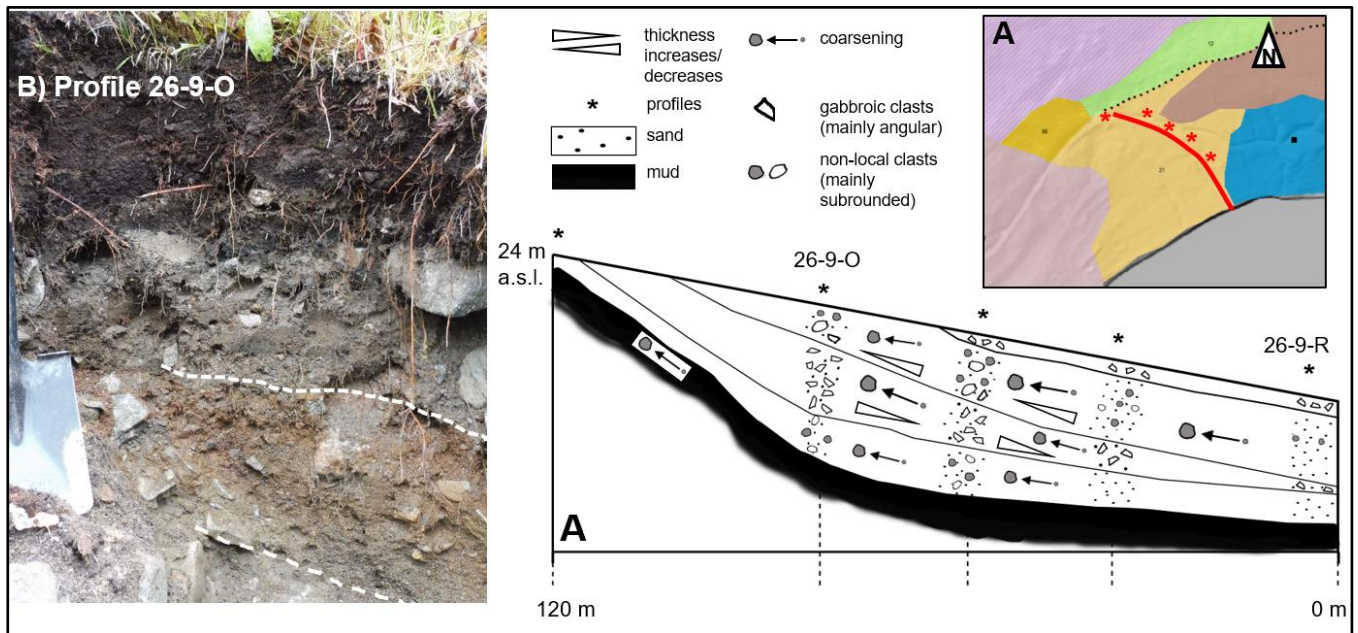 B) Profile 26-9-O
thickness
increases/
decreases
coarsening
*
profiles
gabbroic clasts
(mainly angular)
sand
mud
non-local clasts
(mainly
subrounded)
A
N
12
21
* * * * *
24 m
a.s.l.
*
26-9-O
*
*
*
26-9-R
*
A
120 m
0 m